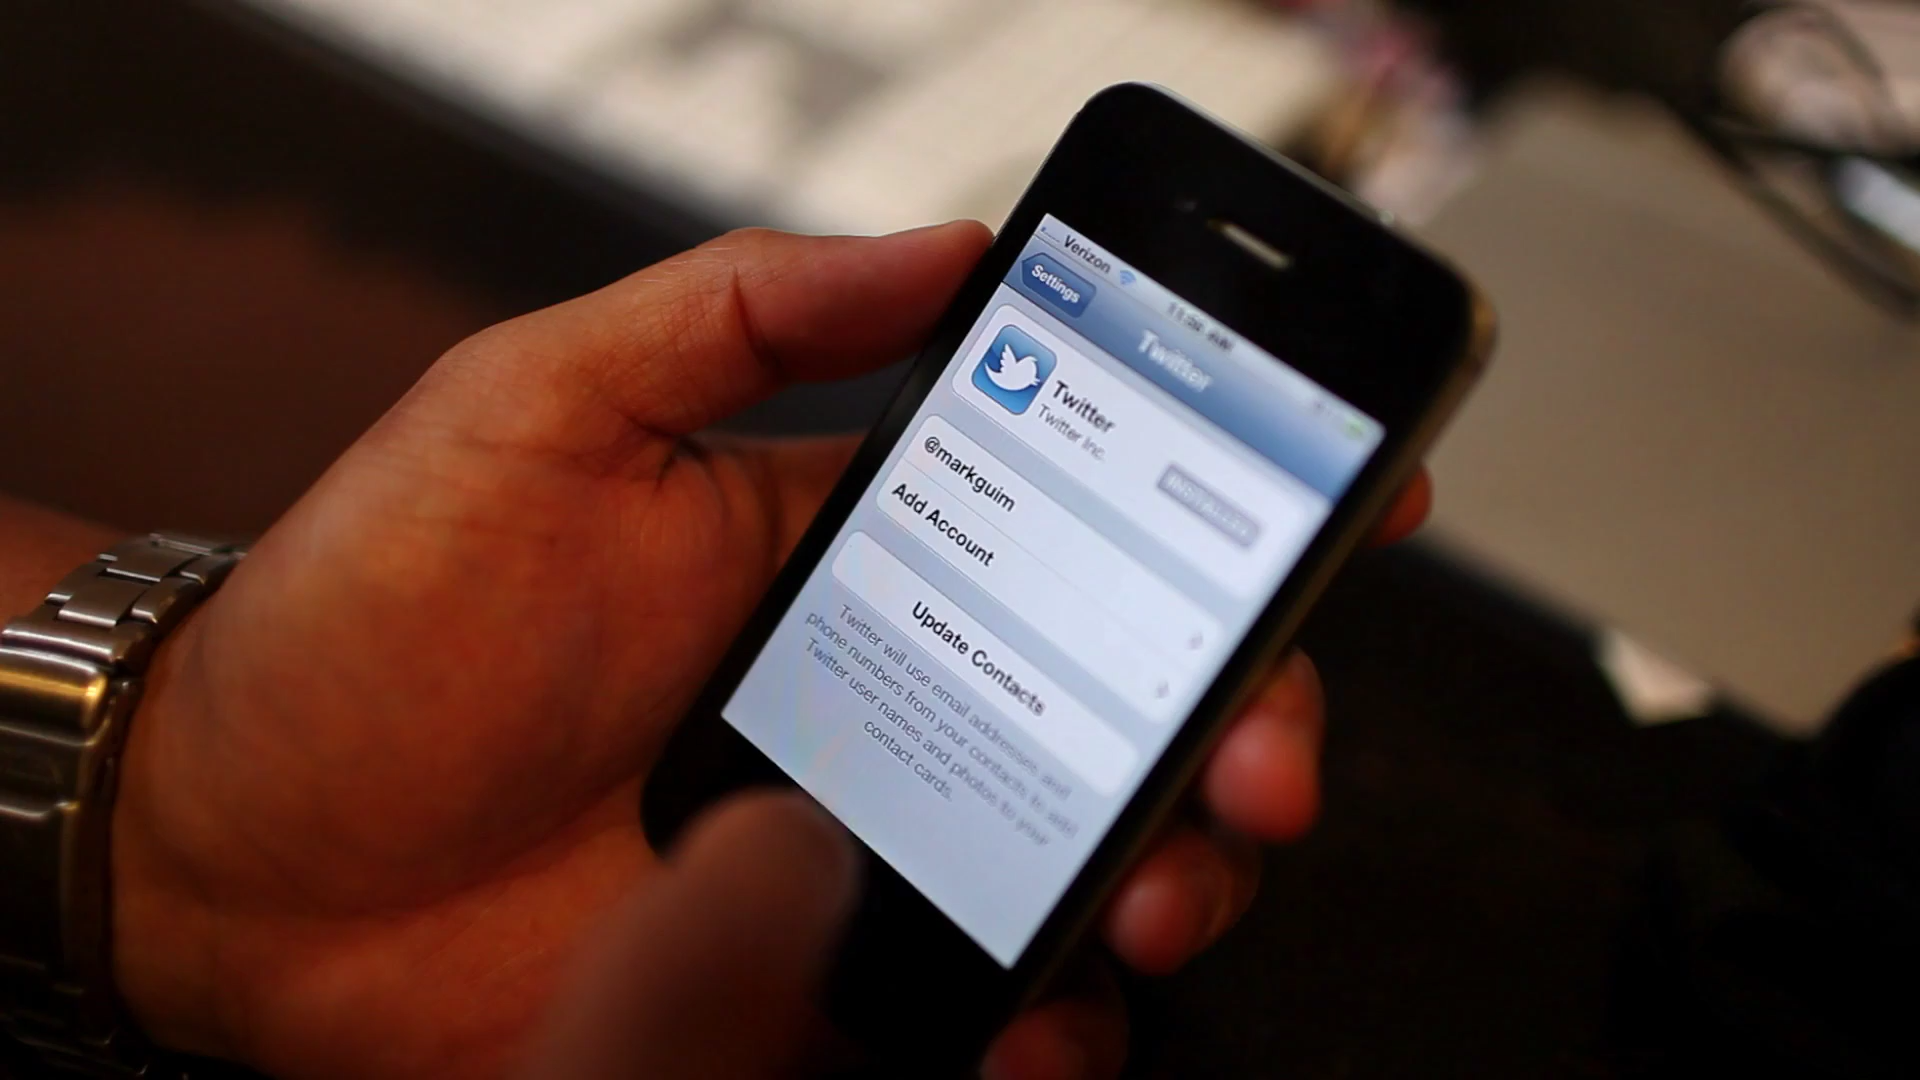 Verizon
Settings
Twitter
Twitter
Twitter Inc.
INSTALLED
@markguim
Add Account
Update Contacts
Twitter will use email addresses and
phone numbers from your contacts to add
Twitter user names and photos to your
contact cards.